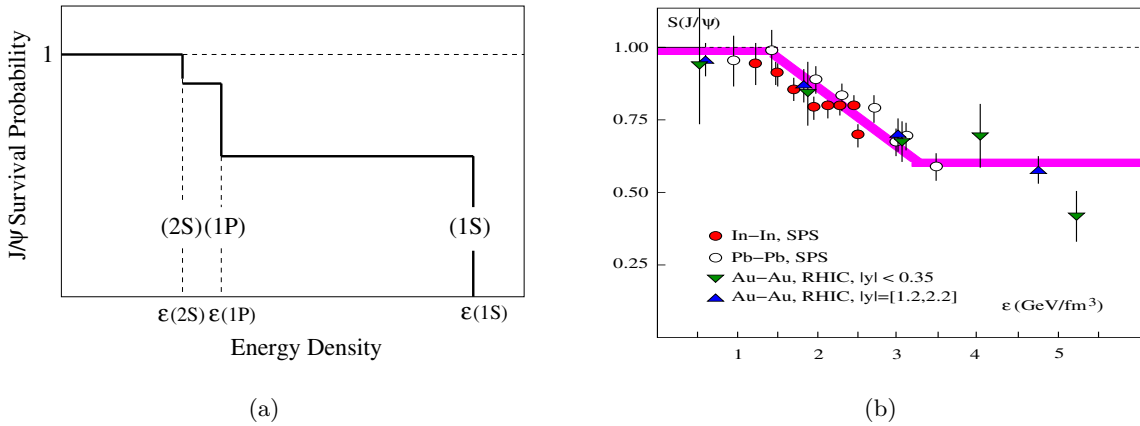 1
J/ψ Survival Probability
(2S) (1P) (1S)
ε(2S) ε(1P) ε(1S)
Energy Density
(a)
S(J/ψ)
1.00
0.75
0.50
0.25
In−In, SPS
Pb−Pb, SPS
Au−Au, RHIC, |y| < 0.35
Au−Au, RHIC, |y|=[1.2,2.2]
ε(GeV/fm³)
1 2 3 4 5
(b)